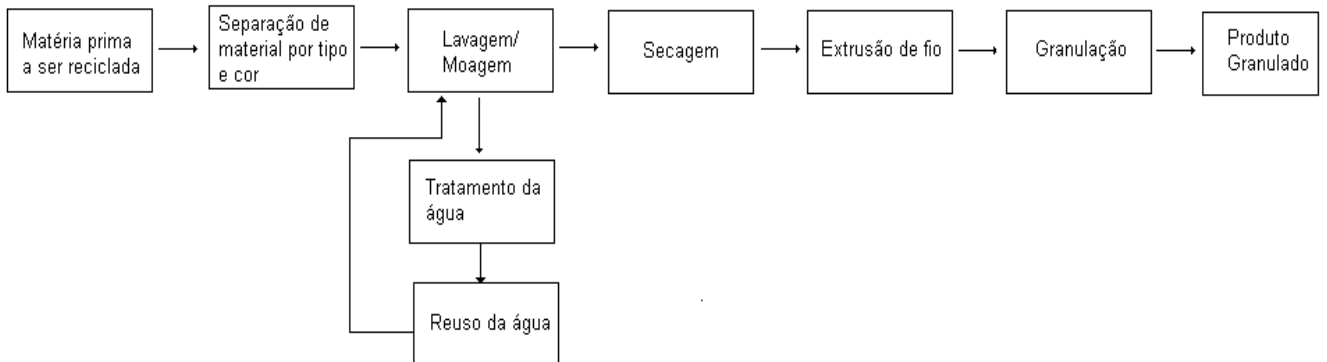 Matéria prima
a ser reciclada
Separação de
material por tipo
e cor
Lavagem/
Moagem
Secagem
Extrusão de fio
Granulação
Produto
Granulado
Tratamento da
água
Reuso da água